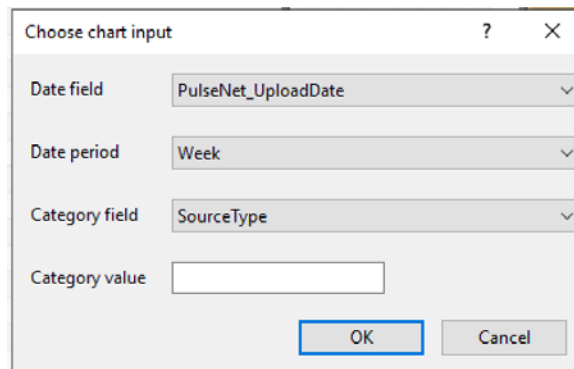 Choose chart input ?
Date field PulseNet_UploadDate
Date period Week
Category field SourceType
Category value
OK Cancel